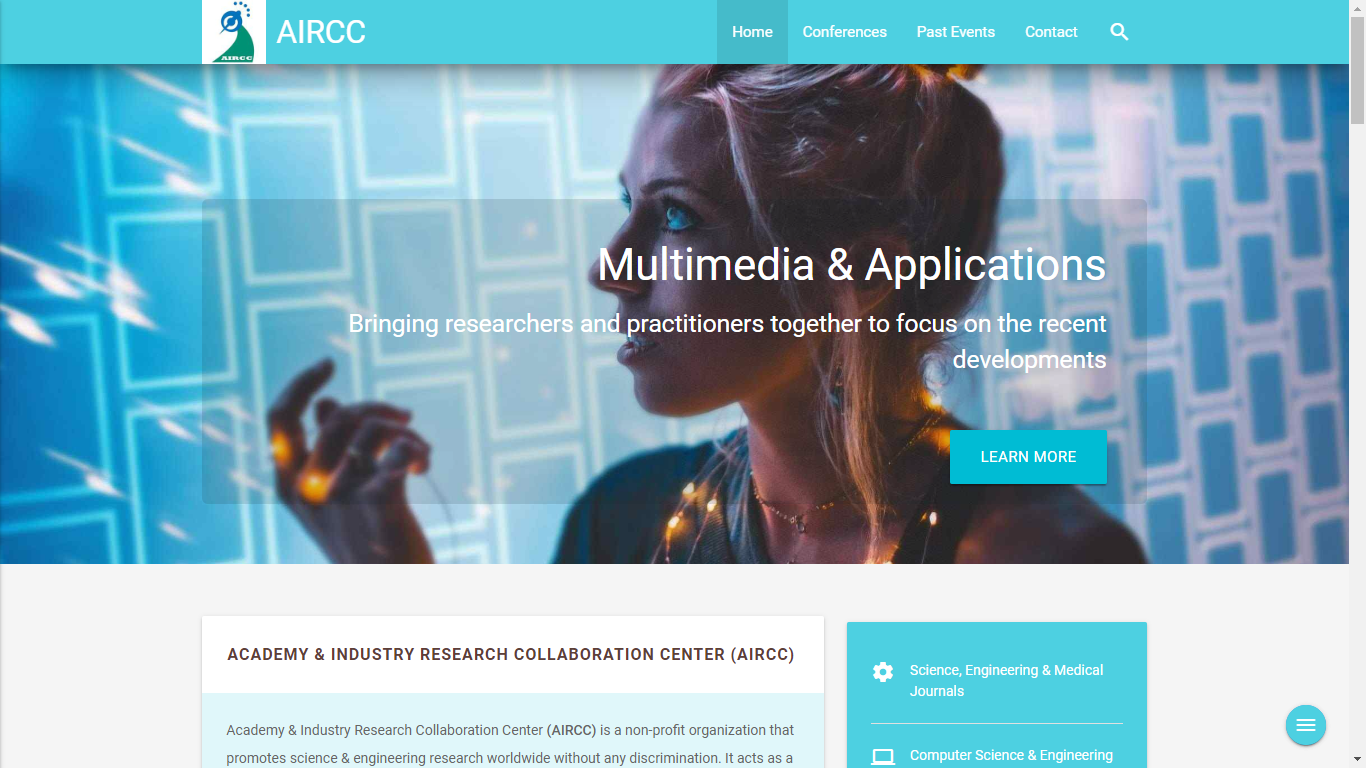 AIRCC
AIRCC
Home
Conferences
Past Events
Contact
Multimedia & Applications
Bringing researchers and practitioners together to focus on the recent
developments
LEARN MORE
ACADEMY & INDUSTRY RESEARCH COLLABORATION CENTER (AIRCC)
Academy & Industry Research Collaboration Center (AIRCC) is a non-profit organization that
promotes science & engineering research worldwide without any discrimination. It acts as a
Science, Engineering & Medical
Journals
Computer Science & Engineering